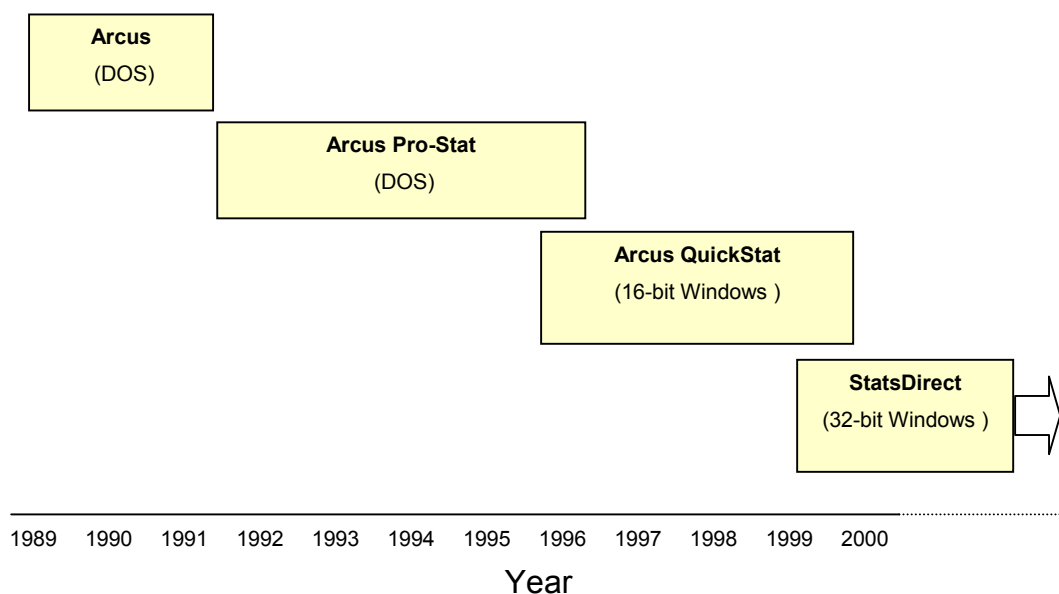 Arcus
(DOS)
Arcus Pro-Stat
(DOS)
Arcus QuickStat
(16-bit Windows )
StatsDirect
(32-bit Windows )
1989 1990 1991 1992 1993 1994 1995 1996 1997 1998 1999 2000
Year